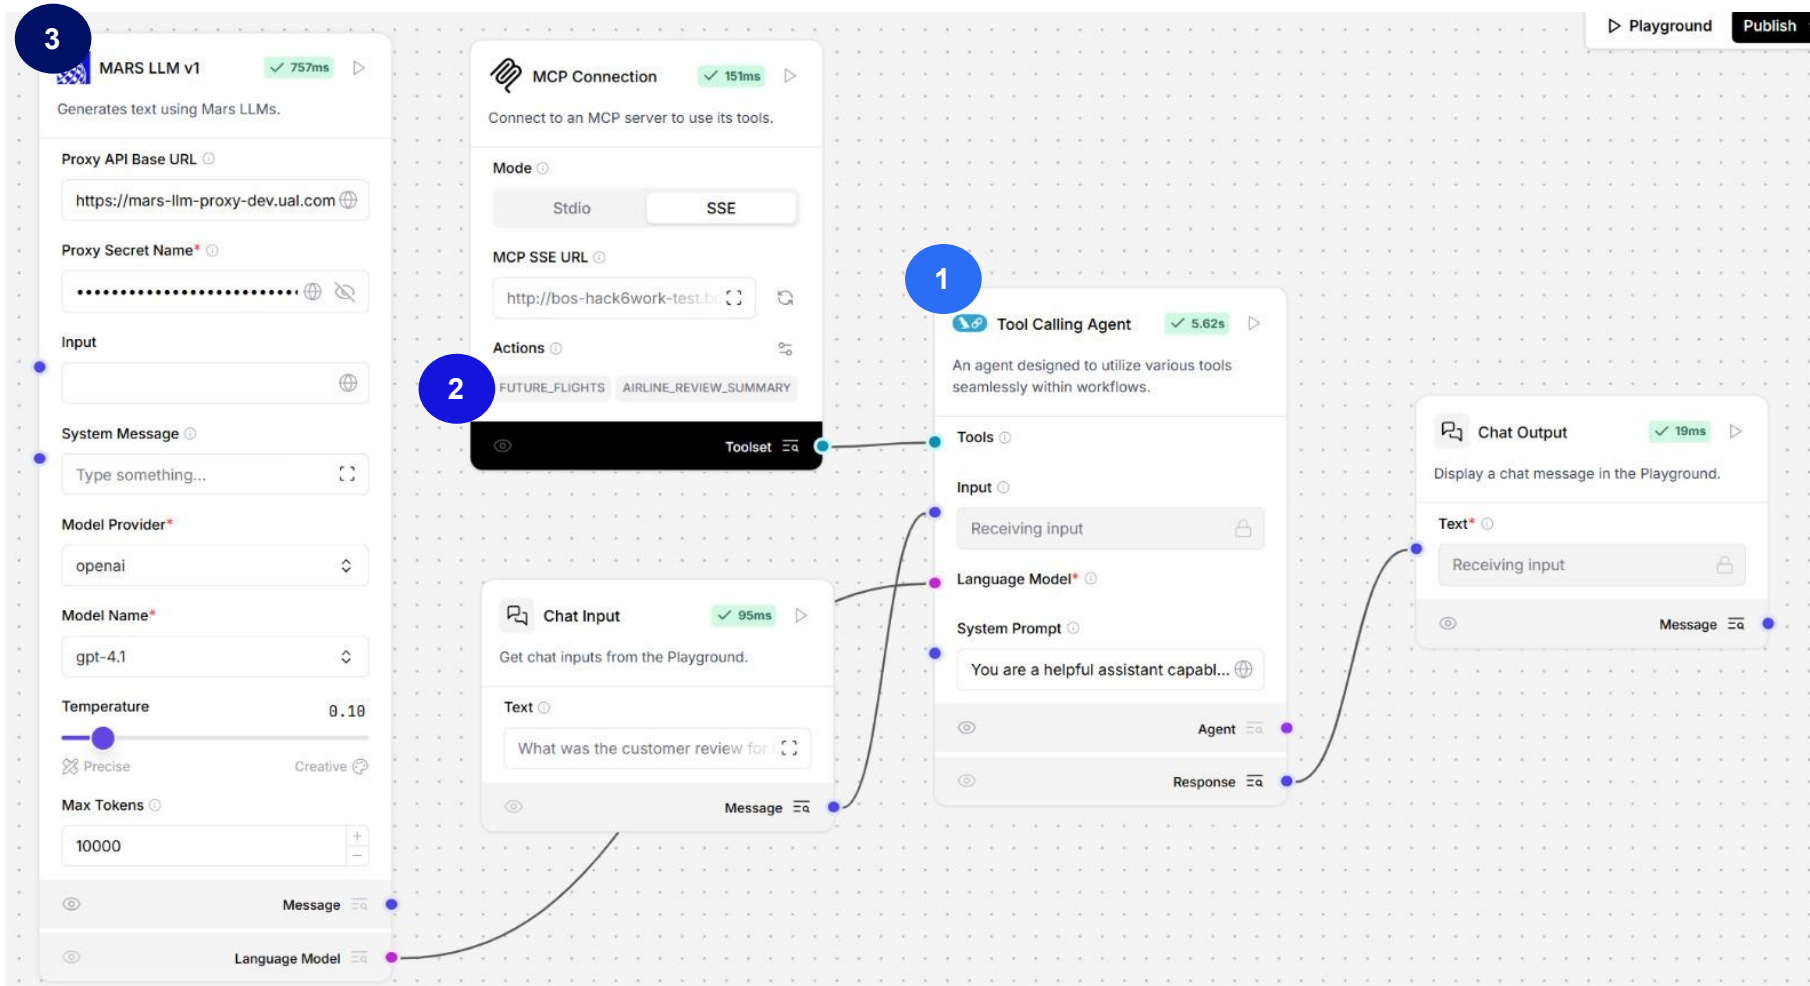 3
MARS LLM v1
757ms
Generates text using Mars LLMs.
Proxy API Base URL
https://mars-llm-proxy-dev.ual.com
Proxy Secret Name*
Input
System Message
Type something...
Model Provider*
openai
Model Name*
gpt-4.1
Temperature
0.10
Precise
Creative
Max Tokens
10000
Message
Language Model
MCP Connection
151ms
Connect to an MCP server to use its tools.
Mode
Stdio
SSE
MCP SSE URL
http://bos-hack6work-test.bo
Actions
2
FUTURE_FLIGHTS
AIRLINE_REVIEW_SUMMARY
Toolset
Chat Input
95ms
Get chat inputs from the Playground.
Text
What was the customer review for
Message
1
Tool Calling Agent
5.62s
An agent designed to utilize various tools
seamlessly within workflows.
Tools
Input
Receiving input
Language Model*
System Prompt
You are a helpful assistant capabl...
Agent
Response
Playground
Publish
Chat Output
19ms
Display a chat message in the Playground.
Text*
Receiving input
Message